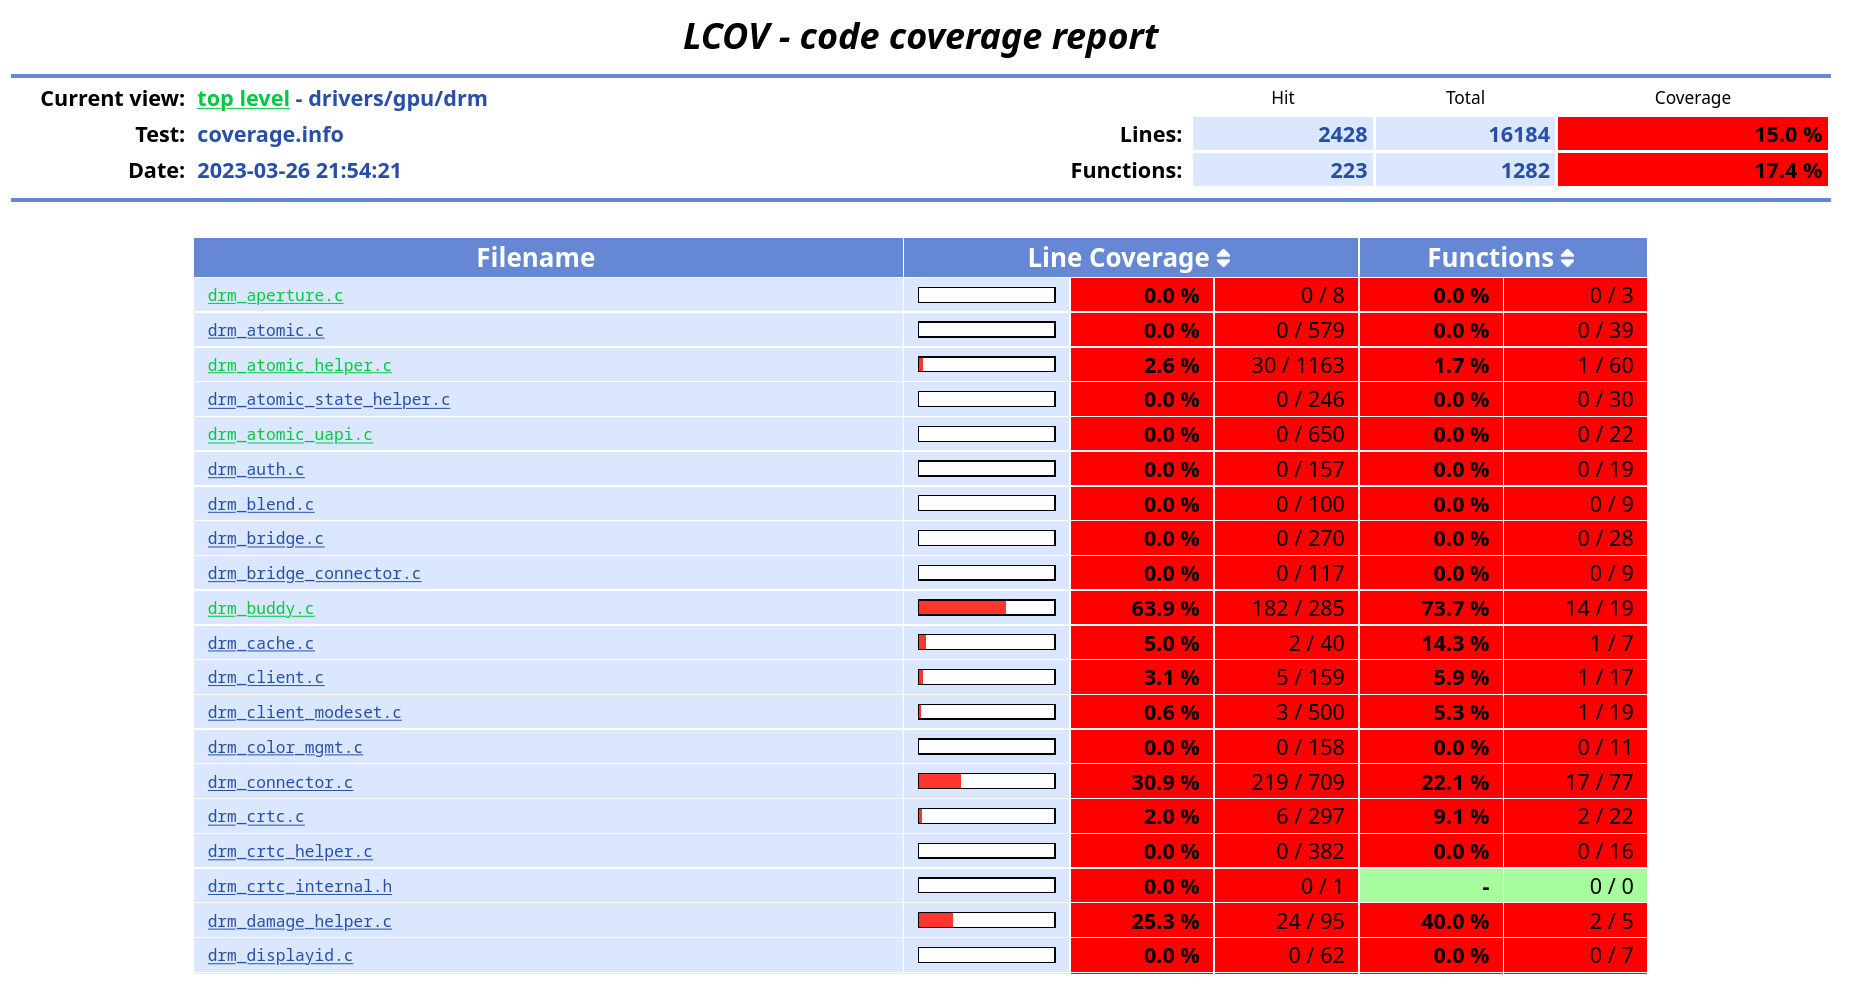 LCOV - code coverage report
Current view: top level - drivers/gpu/drm Hit Total Coverage
Test: coverage.info Lines: 2428 16184 15.0 %
Date: 2023-03-26 21:54:21 Functions: 223 1282 17.4 %
Filename Line Coverage Functions
drm_aperture.c 0.0 % 0 / 8 0.0 % 0 / 3
drm_atomic.c 0.0 % 0 / 579 0.0 % 0 / 39
drm_atomic_helper.c 2.6 % 30 / 1163 1.7 % 1 / 60
drm_atomic_state_helper.c 0.0 % 0 / 246 0.0 % 0 / 30
drm_atomic_uapi.c 0.0 % 0 / 650 0.0 % 0 / 22
drm_auth.c 0.0 % 0 / 157 0.0 % 0 / 19
drm_blend.c 0.0 % 0 / 100 0.0 % 0 / 9
drm_bridge.c 0.0 % 0 / 270 0.0 % 0 / 28
drm_bridge_connector.c 0.0 % 0 / 117 0.0 % 0 / 9
drm_buddy.c 63.9 % 182 / 285 73.7 % 14 / 19
drm_cache.c 5.0 % 2 / 40 14.3 % 1 / 7
drm_client.c 3.1 % 5 / 159 5.9 % 1 / 17
drm_client_modeset.c 0.6 % 3 / 500 5.3 % 1 / 19
drm_color_mgmt.c 0.0 % 0 / 158 0.0 % 0 / 11
drm_connector.c 30.9 % 219 / 709 22.1 % 17 / 77
drm_crtc.c 2.0 % 6 / 297 9.1 % 2 / 22
drm_crtc_helper.c 0.0 % 0 / 382 0.0 % 0 / 16
drm_crtc_internal.h 0.0 % 0 / 1 - 0 / 0
drm_damage_helper.c 25.3 % 24 / 95 40.0 % 2 / 5
drm_displayid.c 0.0 % 0 / 62 0.0 % 0 / 7